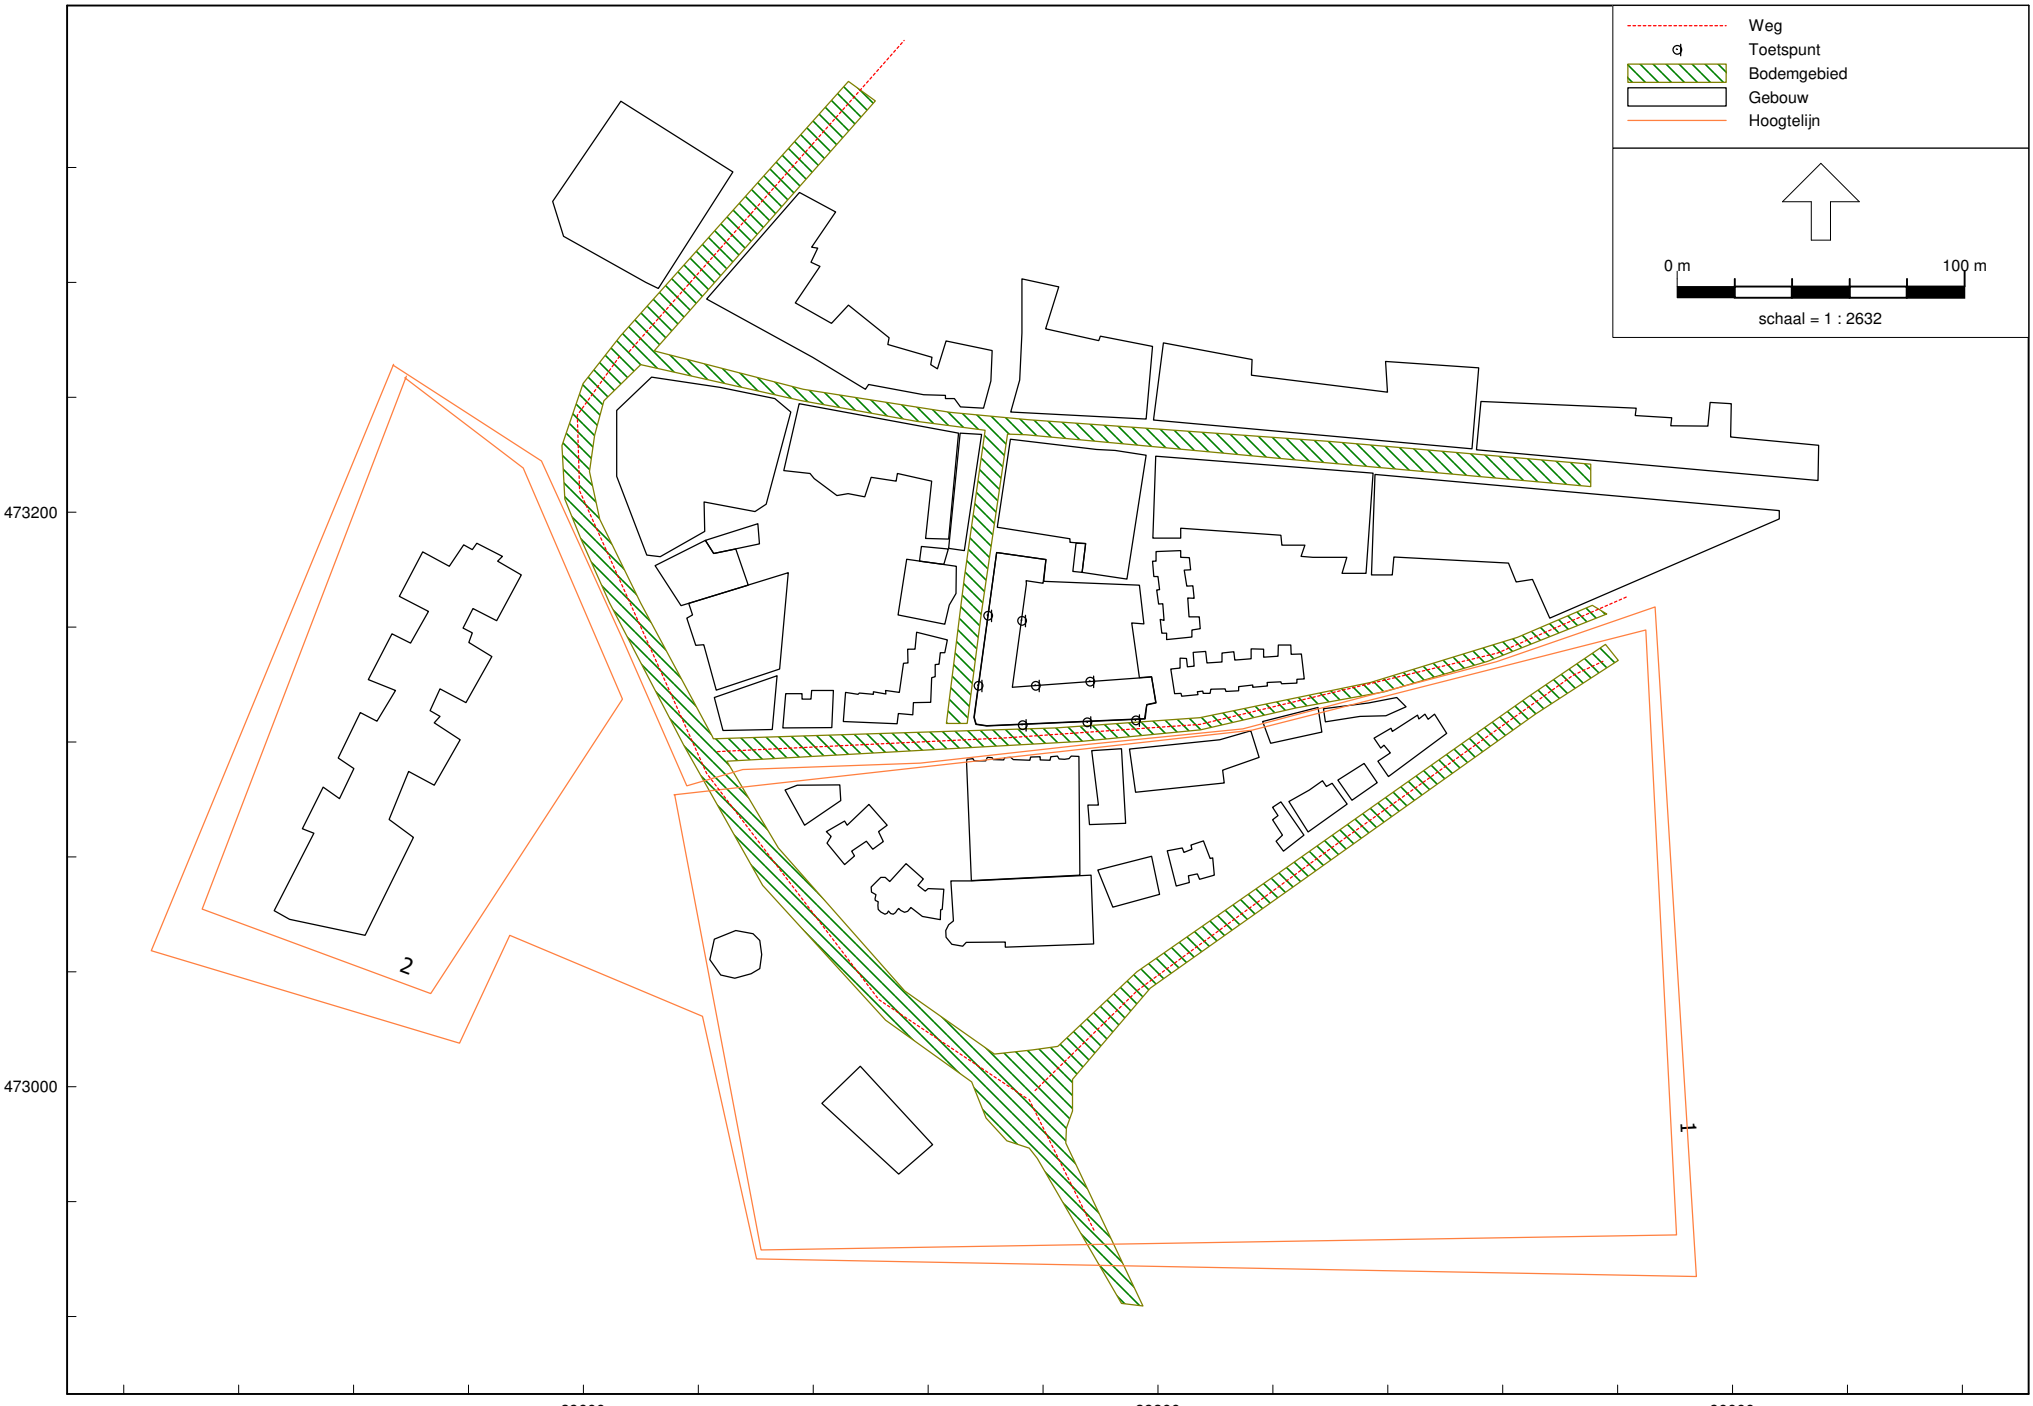 Weg
Toetspunt
Bodemgebied
Gebouw
Hoogtelijn
0 m 100 m
schaal = 1 : 2632
473200
2
473000
1